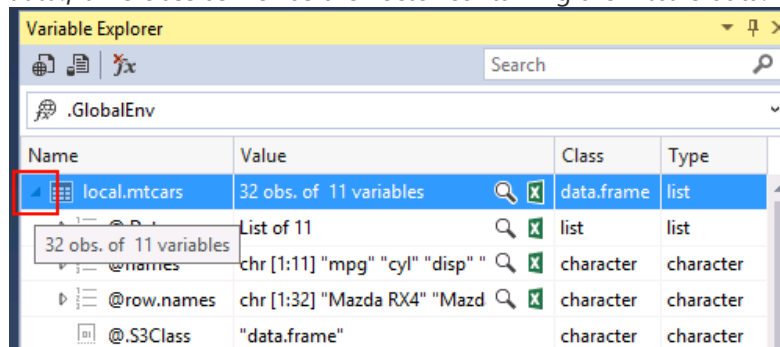 Variable Explorer
Search
.GlobalEnv
Name Value Class Type
local.mtcars 32 obs. of 11 variables data.frame list
List of 11 list list
32 obs. of 11 variables
@names chr [1:11] "mpg" "cyl" "disp" " character character
@row.names chr [1:32] "Mazda RX4" "Mazd character character
@.S3Class "data.frame" character character